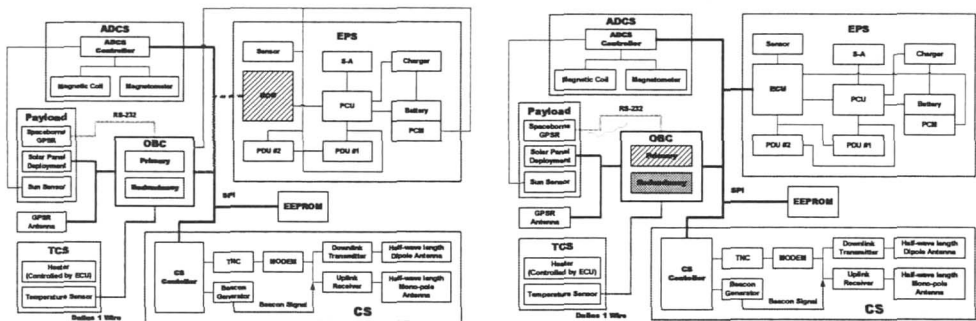 ADCS
ADCS
Controller
Magnetic Coil
Magnetometer
Payload
Spaceborne
GPSR
Solar Panel
Deployment
Sun Sensor
GPSR
Antenna
TCS
Heater
(Controlled by ECU)
Temperature Sensor
Dallas 1 Wire
RS-232
OBC
Primary
Redundancy
SPI
EEPROM
EPS
Sensor
S-A
Charger
PCU
Battery
PCM
PDU #2
PDU #1
CS
Controller
TNC
MODEM
Downlink
Transmitter
Half-wave length
Dipole Antenna
Beacon
Generator
Beacon Signal
Uplink
Receiver
Half-wave length
Mono-pole
Antenna
CS
ADCS
ADCS
Controller
Magnetic Coil
Magnetometer
Payload
Spaceborne
GPSR
Solar Panel
Deployment
Sun Sensor
GPSR
Antenna
TCS
Heater
(Controlled by ECU)
Temperature Sensor
Dallas 1 Wire
RS-232
OBC
Primary
Redundancy
SPI
EEPROM
EPS
Sensor
S-A
Charger
PCU
Battery
PCM
PDU #2
PDU #1
CS
Controller
TNC
MODEM
Downlink
Transmitter
Half-wave length
Dipole Antenna
Beacon
Generator
Beacon Signal
Uplink
Receiver
Half-wave length
Mono-pole
Antenna
CS